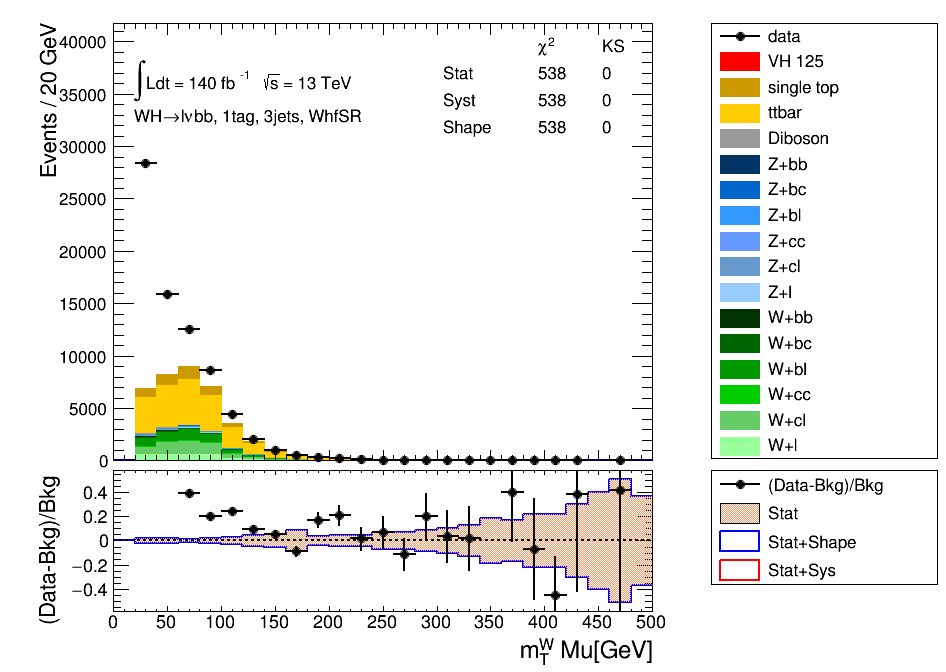 Events / 20 GeV
40000
35000
30000
25000
20000
15000
10000
5000
0
∫ Ldt = 140 fb⁻¹ √s = 13 TeV
WH→lνbb, 1tag, 3jets, WhfSR
χ² KS
Stat 538 0
Syst 538 0
Shape 538 0
data
VH 125
single top
ttbar
Diboson
Z+bb
Z+bc
Z+bl
Z+cc
Z+cl
Z+l
W+bb
W+bc
W+bl
W+cc
W+cl
W+l
(Data-Bkg)/Bkg
0.4
0.2
0
−0.2
−0.4
0 50 100 150 200 250 300 350 400 450 500
m_T^W Mu[GeV]
(Data-Bkg)/Bkg
Stat
Stat+Shape
Stat+Sys